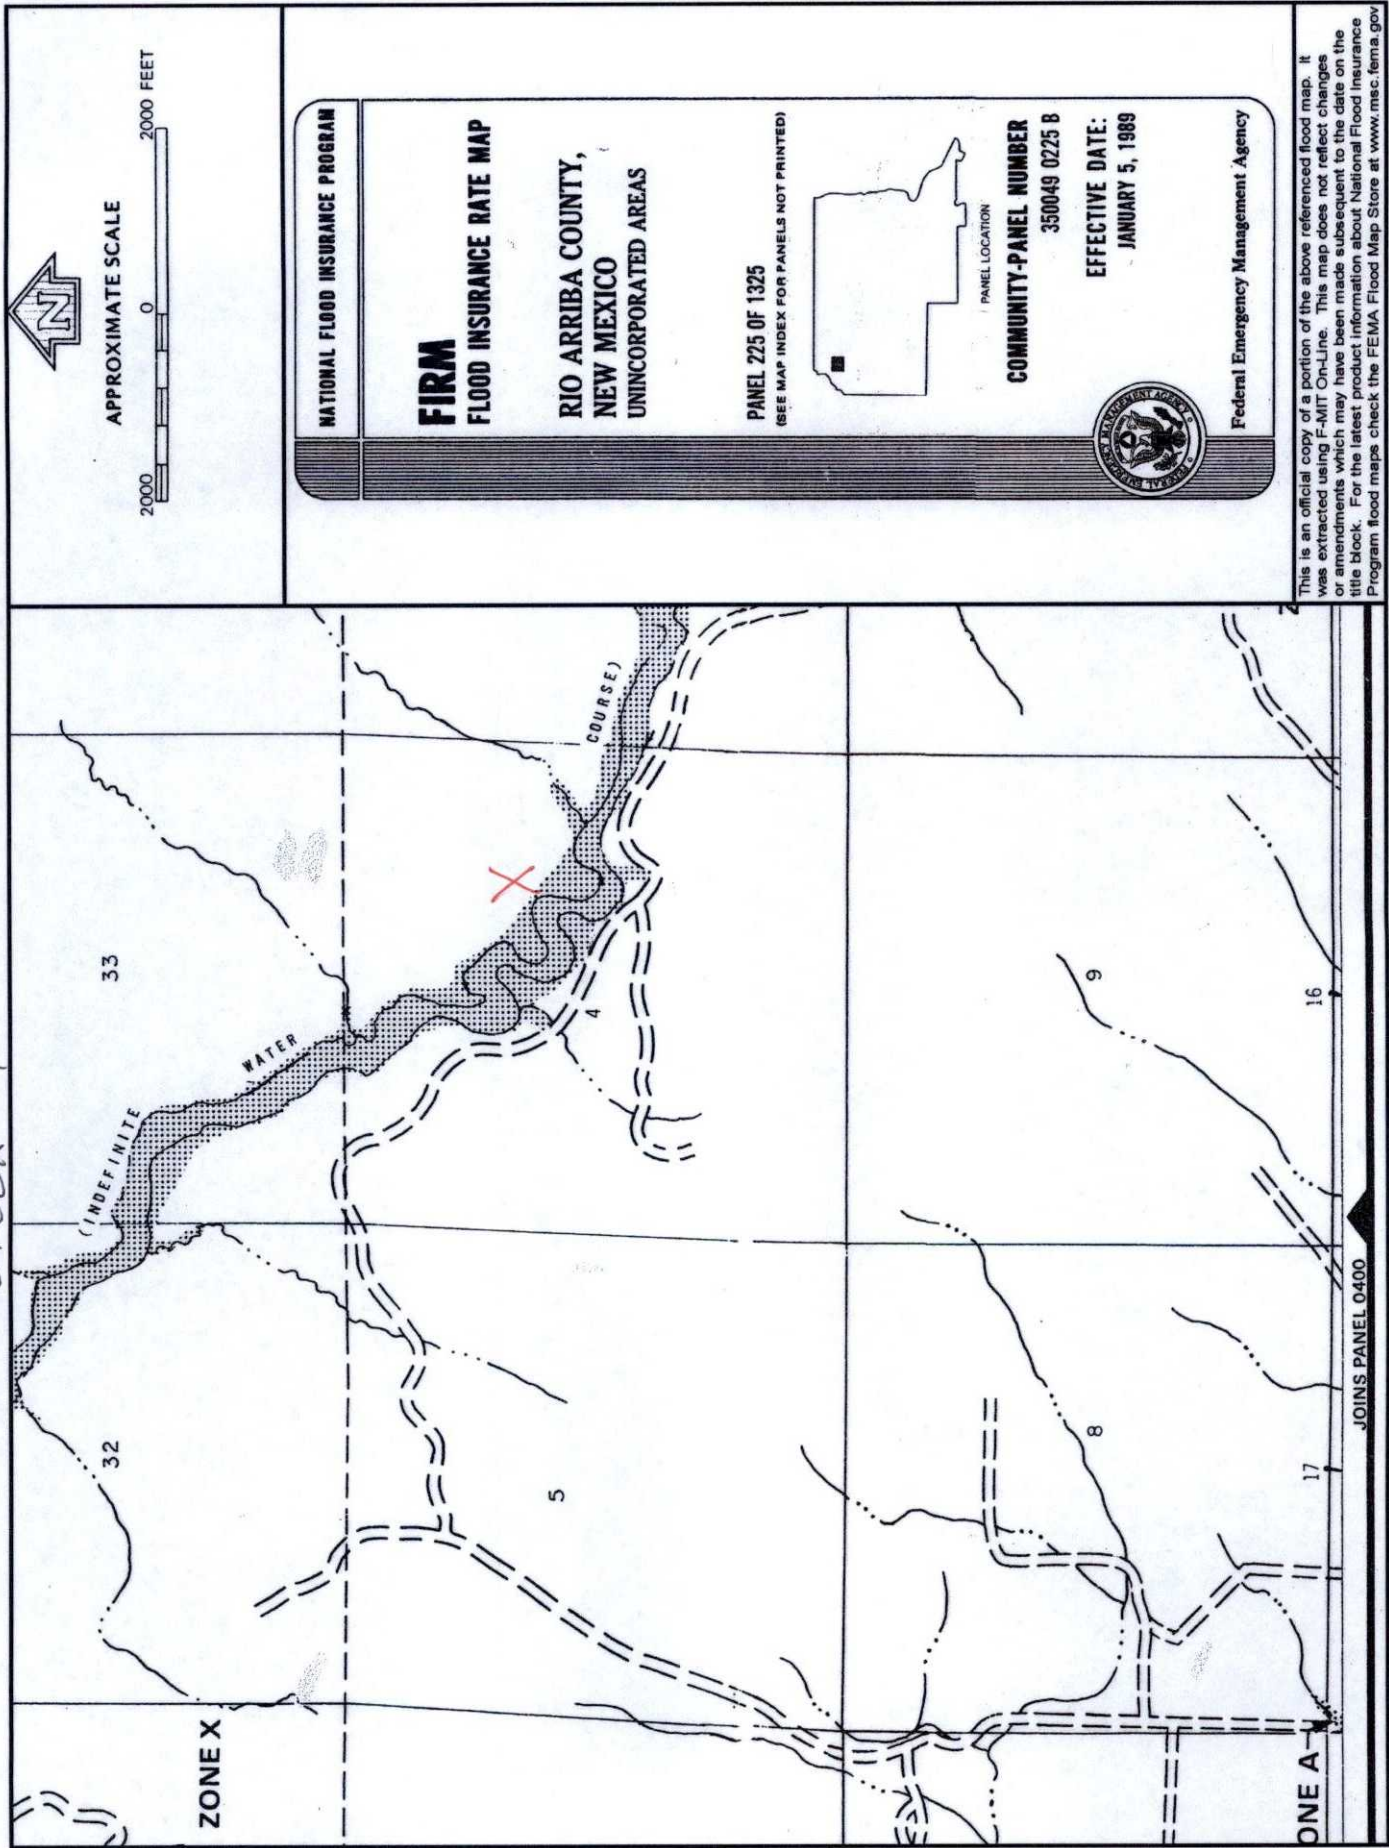 APPROXIMATE SCALE
2000 0 2000 FEET
N
NATIONAL FLOOD INSURANCE PROGRAM
FIRM
FLOOD INSURANCE RATE MAP
RIO ARRIBA COUNTY,
NEW MEXICO
UNINCORPORATED AREAS
PANEL 225 OF 1325
(SEE MAP INDEX FOR PANELS NOT PRINTED)
PANEL LOCATION
COMMUNITY-PANEL NUMBER
350049 0225 B
EFFECTIVE DATE:
JANUARY 5, 1989
FEDERAL EMERGENCY MANAGEMENT AGENCY
Federal Emergency Management Agency
This is an official copy of a portion of the above referenced flood map. It
was extracted using F-MIT On-Line. This map does not reflect changes
or amendments which may have been made subsequent to the date on the
title block. For the latest product information about National Flood Insurance
Program flood maps check the FEMA Flood Map Store at www.msc.fema.gov
ZONE X
32
33
(INDEFINITE
WATER
COURSE)
X
5
4
8
9
17
16
ONE A
JOINS PANEL 0400